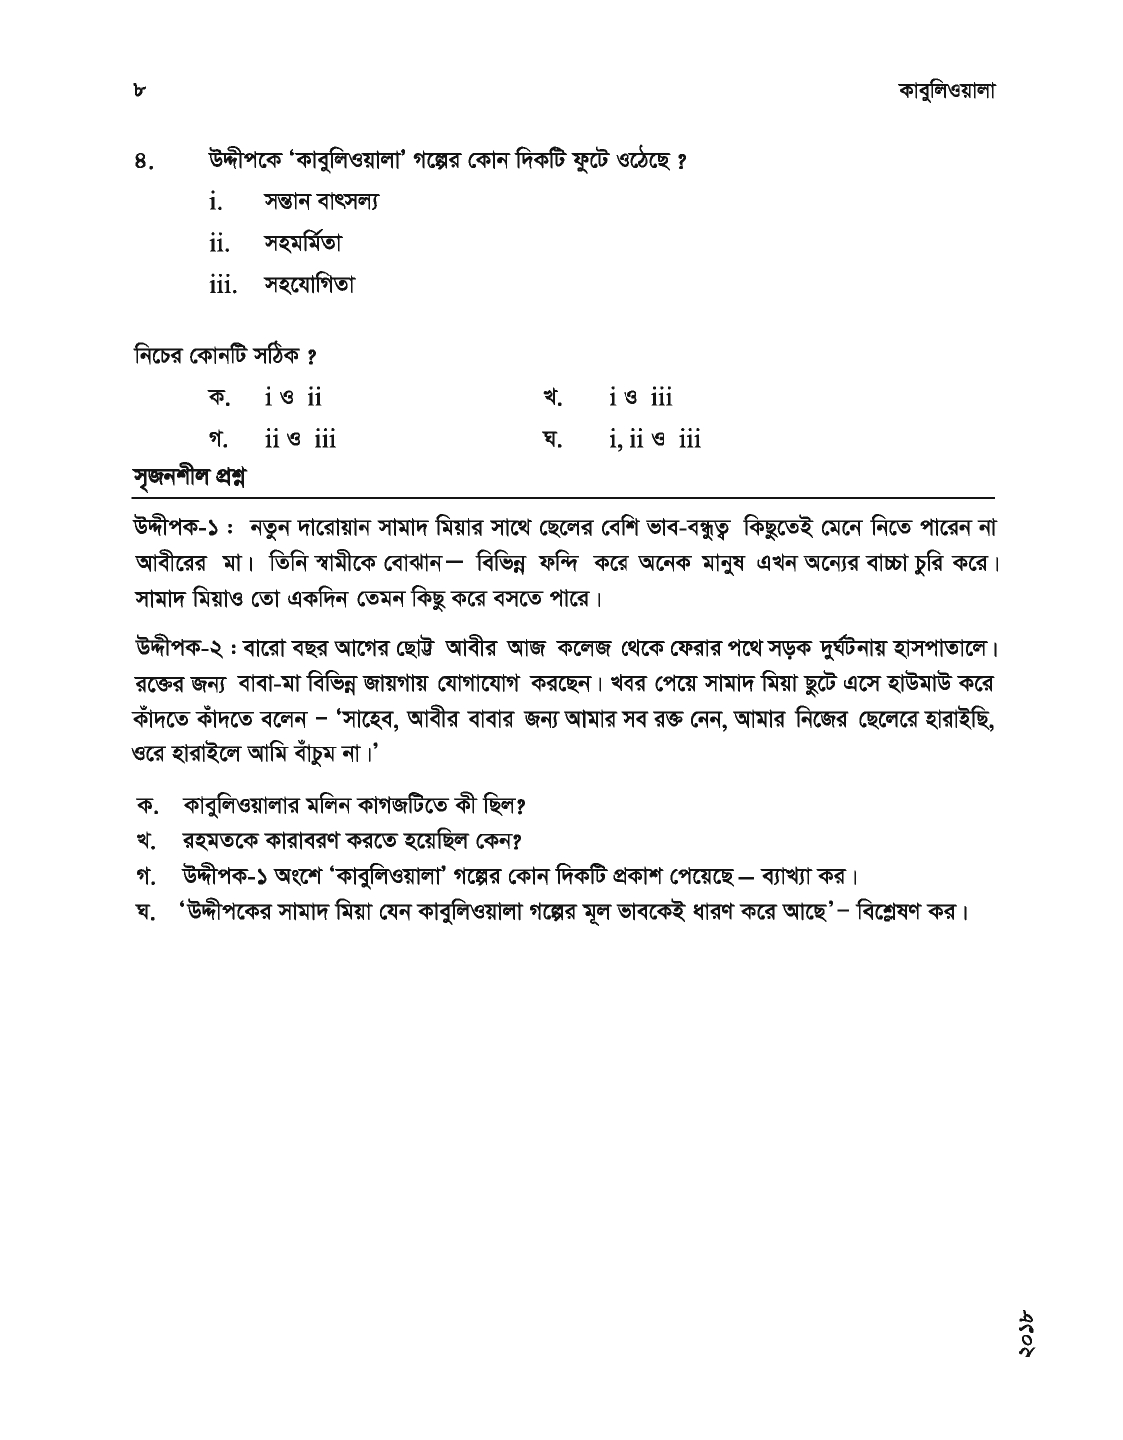 ৮ কাবুলিওয়ালা
৪. উদ্দীপকে ‘কাবুলিওয়ালা’ গল্পের কোন দিকটি ফুটে ওঠেছে ?
i. সন্তান বাৎসল্য
ii. সহমর্মিতা
iii. সহযোগিতা
নিচের কোনটি সঠিক ?
ক. i ও ii খ. i ও iii
গ. ii ও iii ঘ. i, ii ও iii
সৃজনশীল প্রশ্ন
উদ্দীপক-১ : নতুন দারোয়ান সামাদ মিয়ার সাথে ছেলের বেশি ভাব-বন্ধুত্ব কিছুতেই মেনে নিতে পারেন না
আবীরের মা। তিনি স্বামীকে বোঝান— বিভিন্ন ফন্দি করে অনেক মানুষ এখন অন্যের বাচ্চা চুরি করে।
সামাদ মিয়াও তো একদিন তেমন কিছু করে বসতে পারে।
উদ্দীপক-২ : বারো বছর আগের ছোট্ট আবীর আজ কলেজ থেকে ফেরার পথে সড়ক দুর্ঘটনায় হাসপাতালে।
রক্তের জন্য বাবা-মা বিভিন্ন জায়গায় যোগাযোগ করছেন। খবর পেয়ে সামাদ মিয়া ছুটে এসে হাউমাউ করে
কাঁদতে কাঁদতে বলেন – ‘সাহেব, আবীর বাবার জন্য আমার সব রক্ত নেন, আমার নিজের ছেলেরে হারাইছি,
ওরে হারাইলে আমি বাঁচুম না।’
ক. কাবুলিওয়ালার মলিন কাগজটিতে কী ছিল?
খ. রহমতকে কারাবরণ করতে হয়েছিল কেন?
গ. উদ্দীপক-১ অংশে ‘কাবুলিওয়ালা’ গল্পের কোন দিকটি প্রকাশ পেয়েছে – ব্যাখ্যা কর।
ঘ. ‘উদ্দীপকের সামাদ মিয়া যেন কাবুলিওয়ালা গল্পের মূল ভাবকেই ধারণ করে আছে’– বিশ্লেষণ কর।
২০১৮